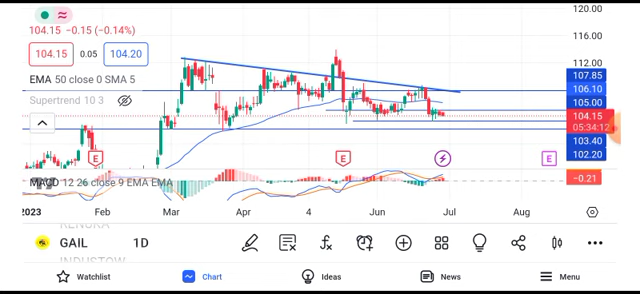 120.00
104.15 −0.15 (−0.14%)
116.00
104.15 0.05 104.20
112.00
EMA 50 close 0 SMA 5
107.85
106.10
Supertrend 10 3
105.00
104.15
05:34:12
103.40
102.20
E E E
MACD 12 26 close 9 EMA EMA
−0.21
2023 Feb Mar Apr 4 Jun Jul Aug
GAIL 1D
Watchlist Chart Ideas News Menu